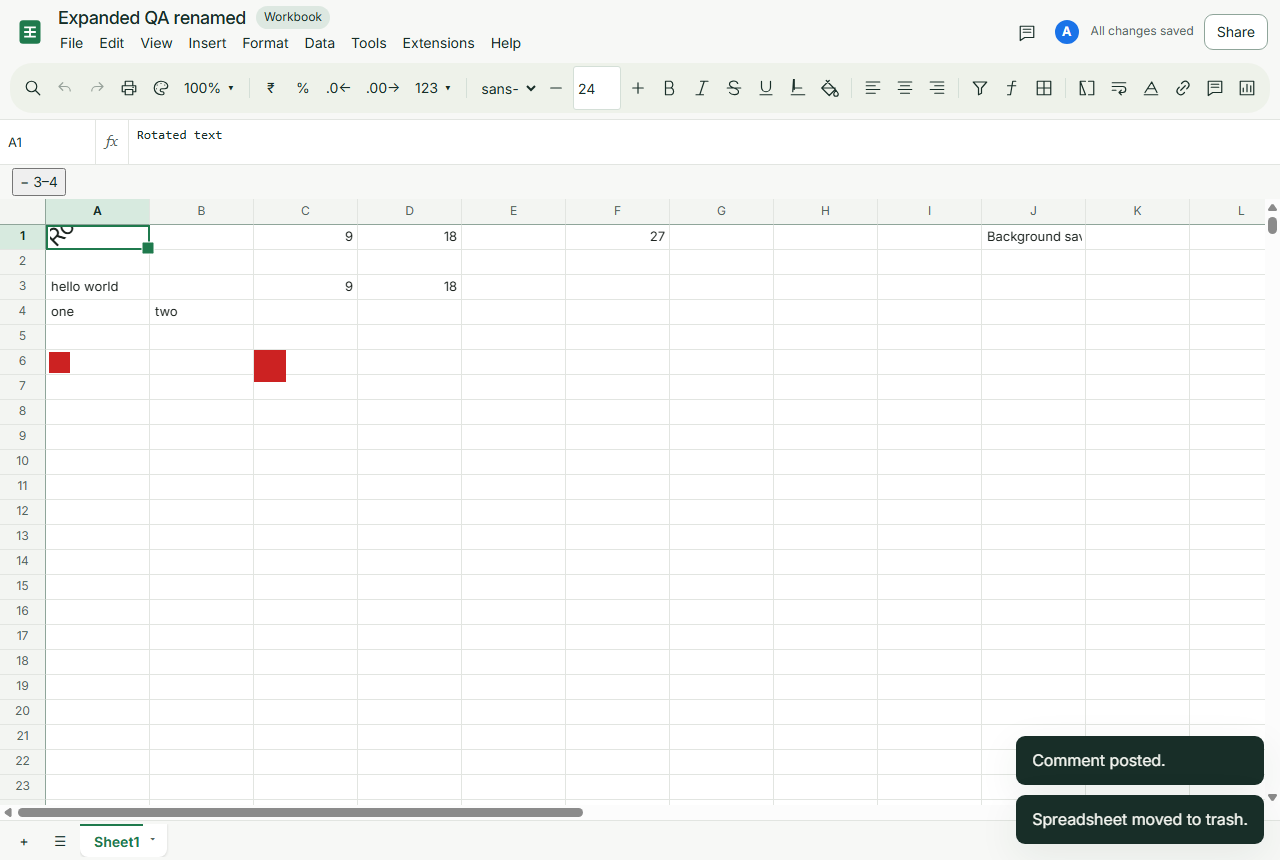 Expanded QA renamed Workbook
File Edit View Insert Format Data Tools Extensions Help
A All changes saved Share
100% ₹ % .0← .00→ 123 sans- — 24 + B I S U
A1 fx Rotated text
– 3–4
A B C D E F G H I J K L
1 RO 9 18 27 Background sav
2
3 hello world 9 18
4 one two
5
6
7
8
9
10
11
12
13
14
15
16
17
18
19
20
21
22
23
Comment posted.
Spreadsheet moved to trash.
+ ☰ Sheet1